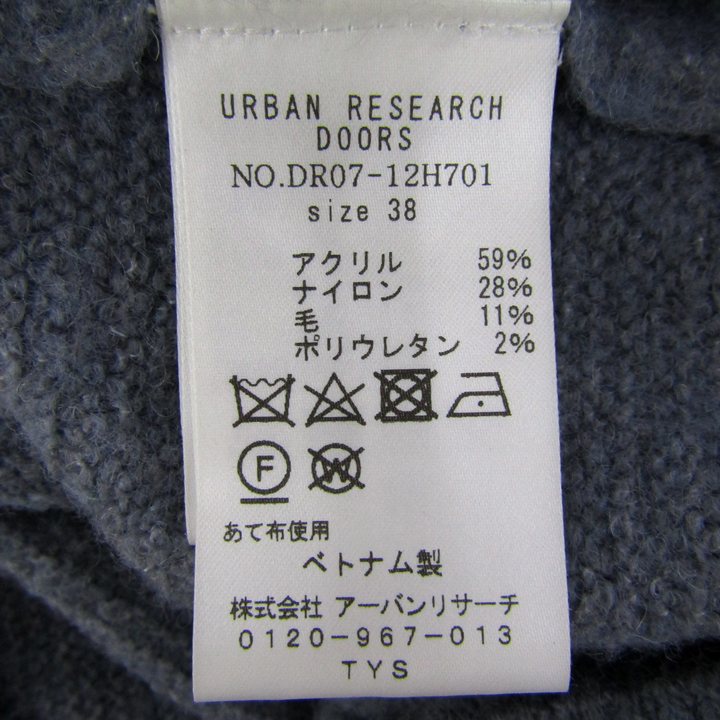 URBAN RESEARCH
DOORS
NO.DR07-12H701
size 38
アクリル 59%
ナイロン 28%
毛 11%
ポリウレタン 2%
F W
あて布使用
ベトナム製
株式会社 アーバンリサーチ
0120-967-013
TYS